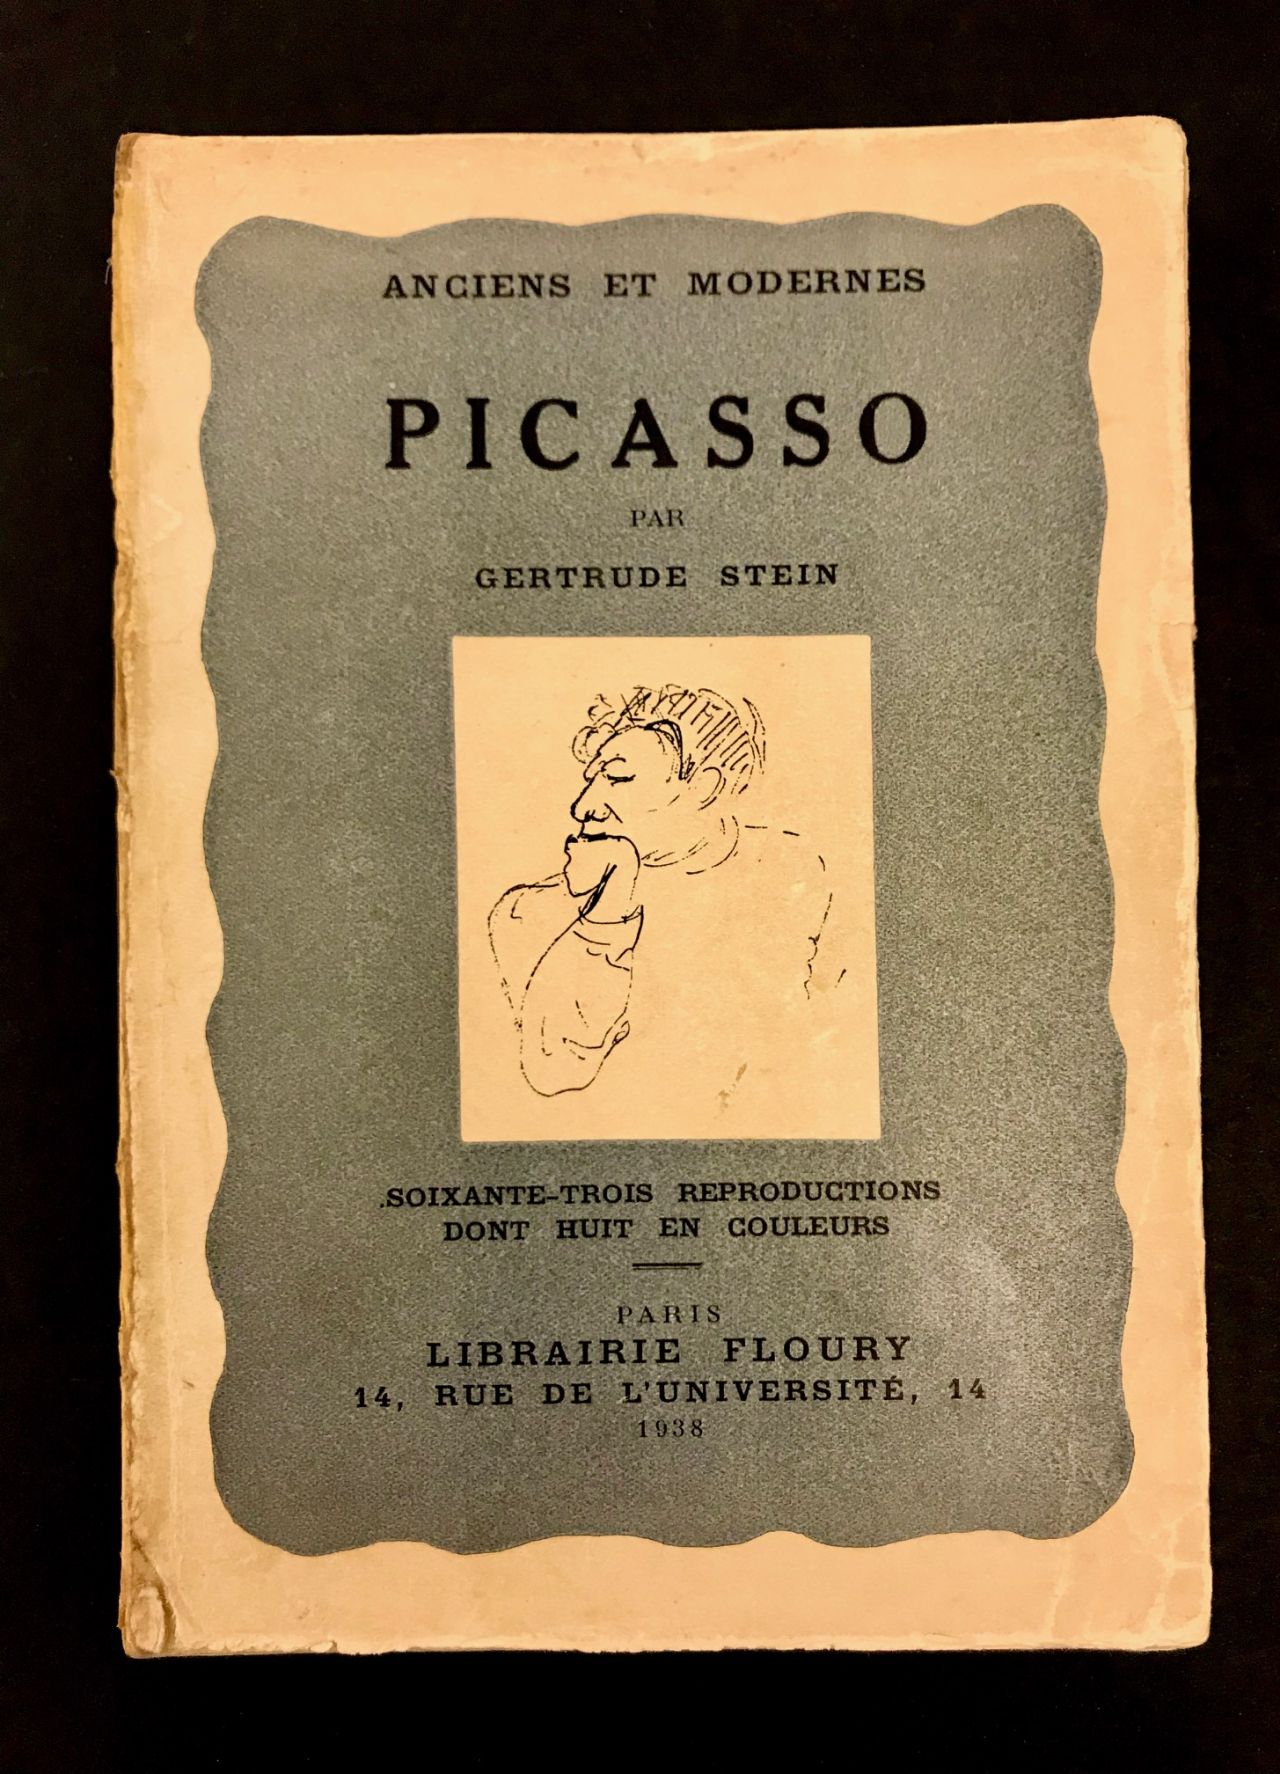 ANCIENS ET MODERNES
PICASSO
PAR
GERTRUDE STEIN
SOIXANTE-TROIS REPRODUCTIONS
DONT HUIT EN COULEURS
PARIS
LIBRAIRIE FLOURY
14, RUE DE L'UNIVERSITÉ, 14
1938